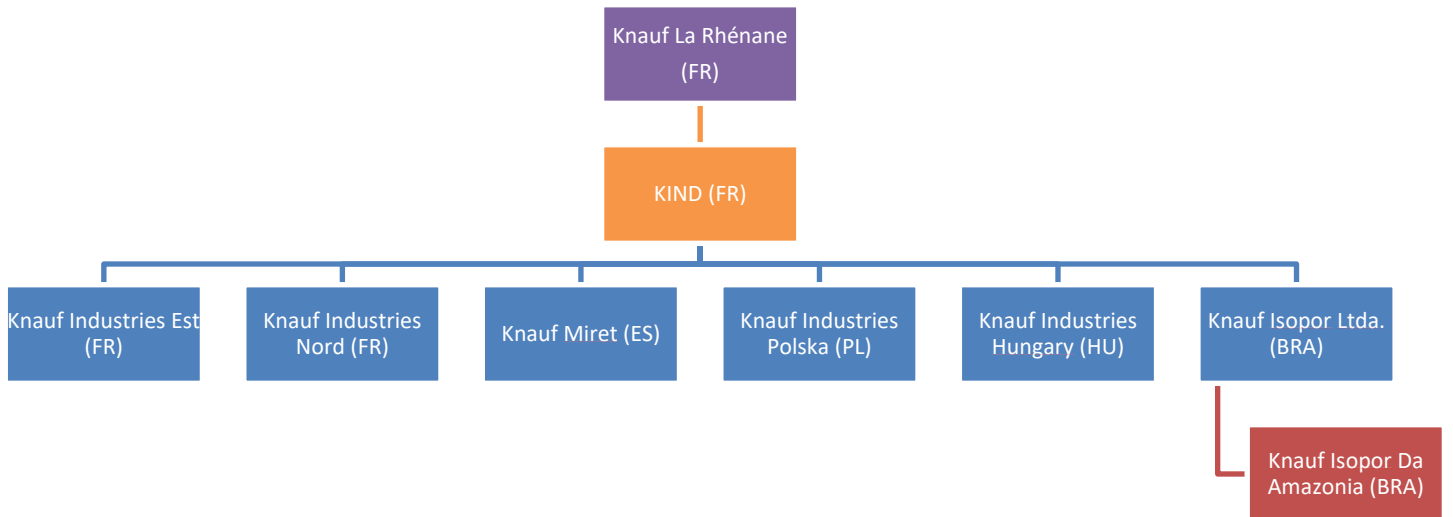 Knauf La Rhénane
(FR)
KIND (FR)
Knauf Industries Est
(FR)
Knauf Industries
Nord (FR)
Knauf Miret (ES)
Knauf Industries
Polska (PL)
Knauf Industries
Hungary (HU)
Knauf Isopor Ltda.
(BRA)
Knauf Isopor Da
Amazonia (BRA)